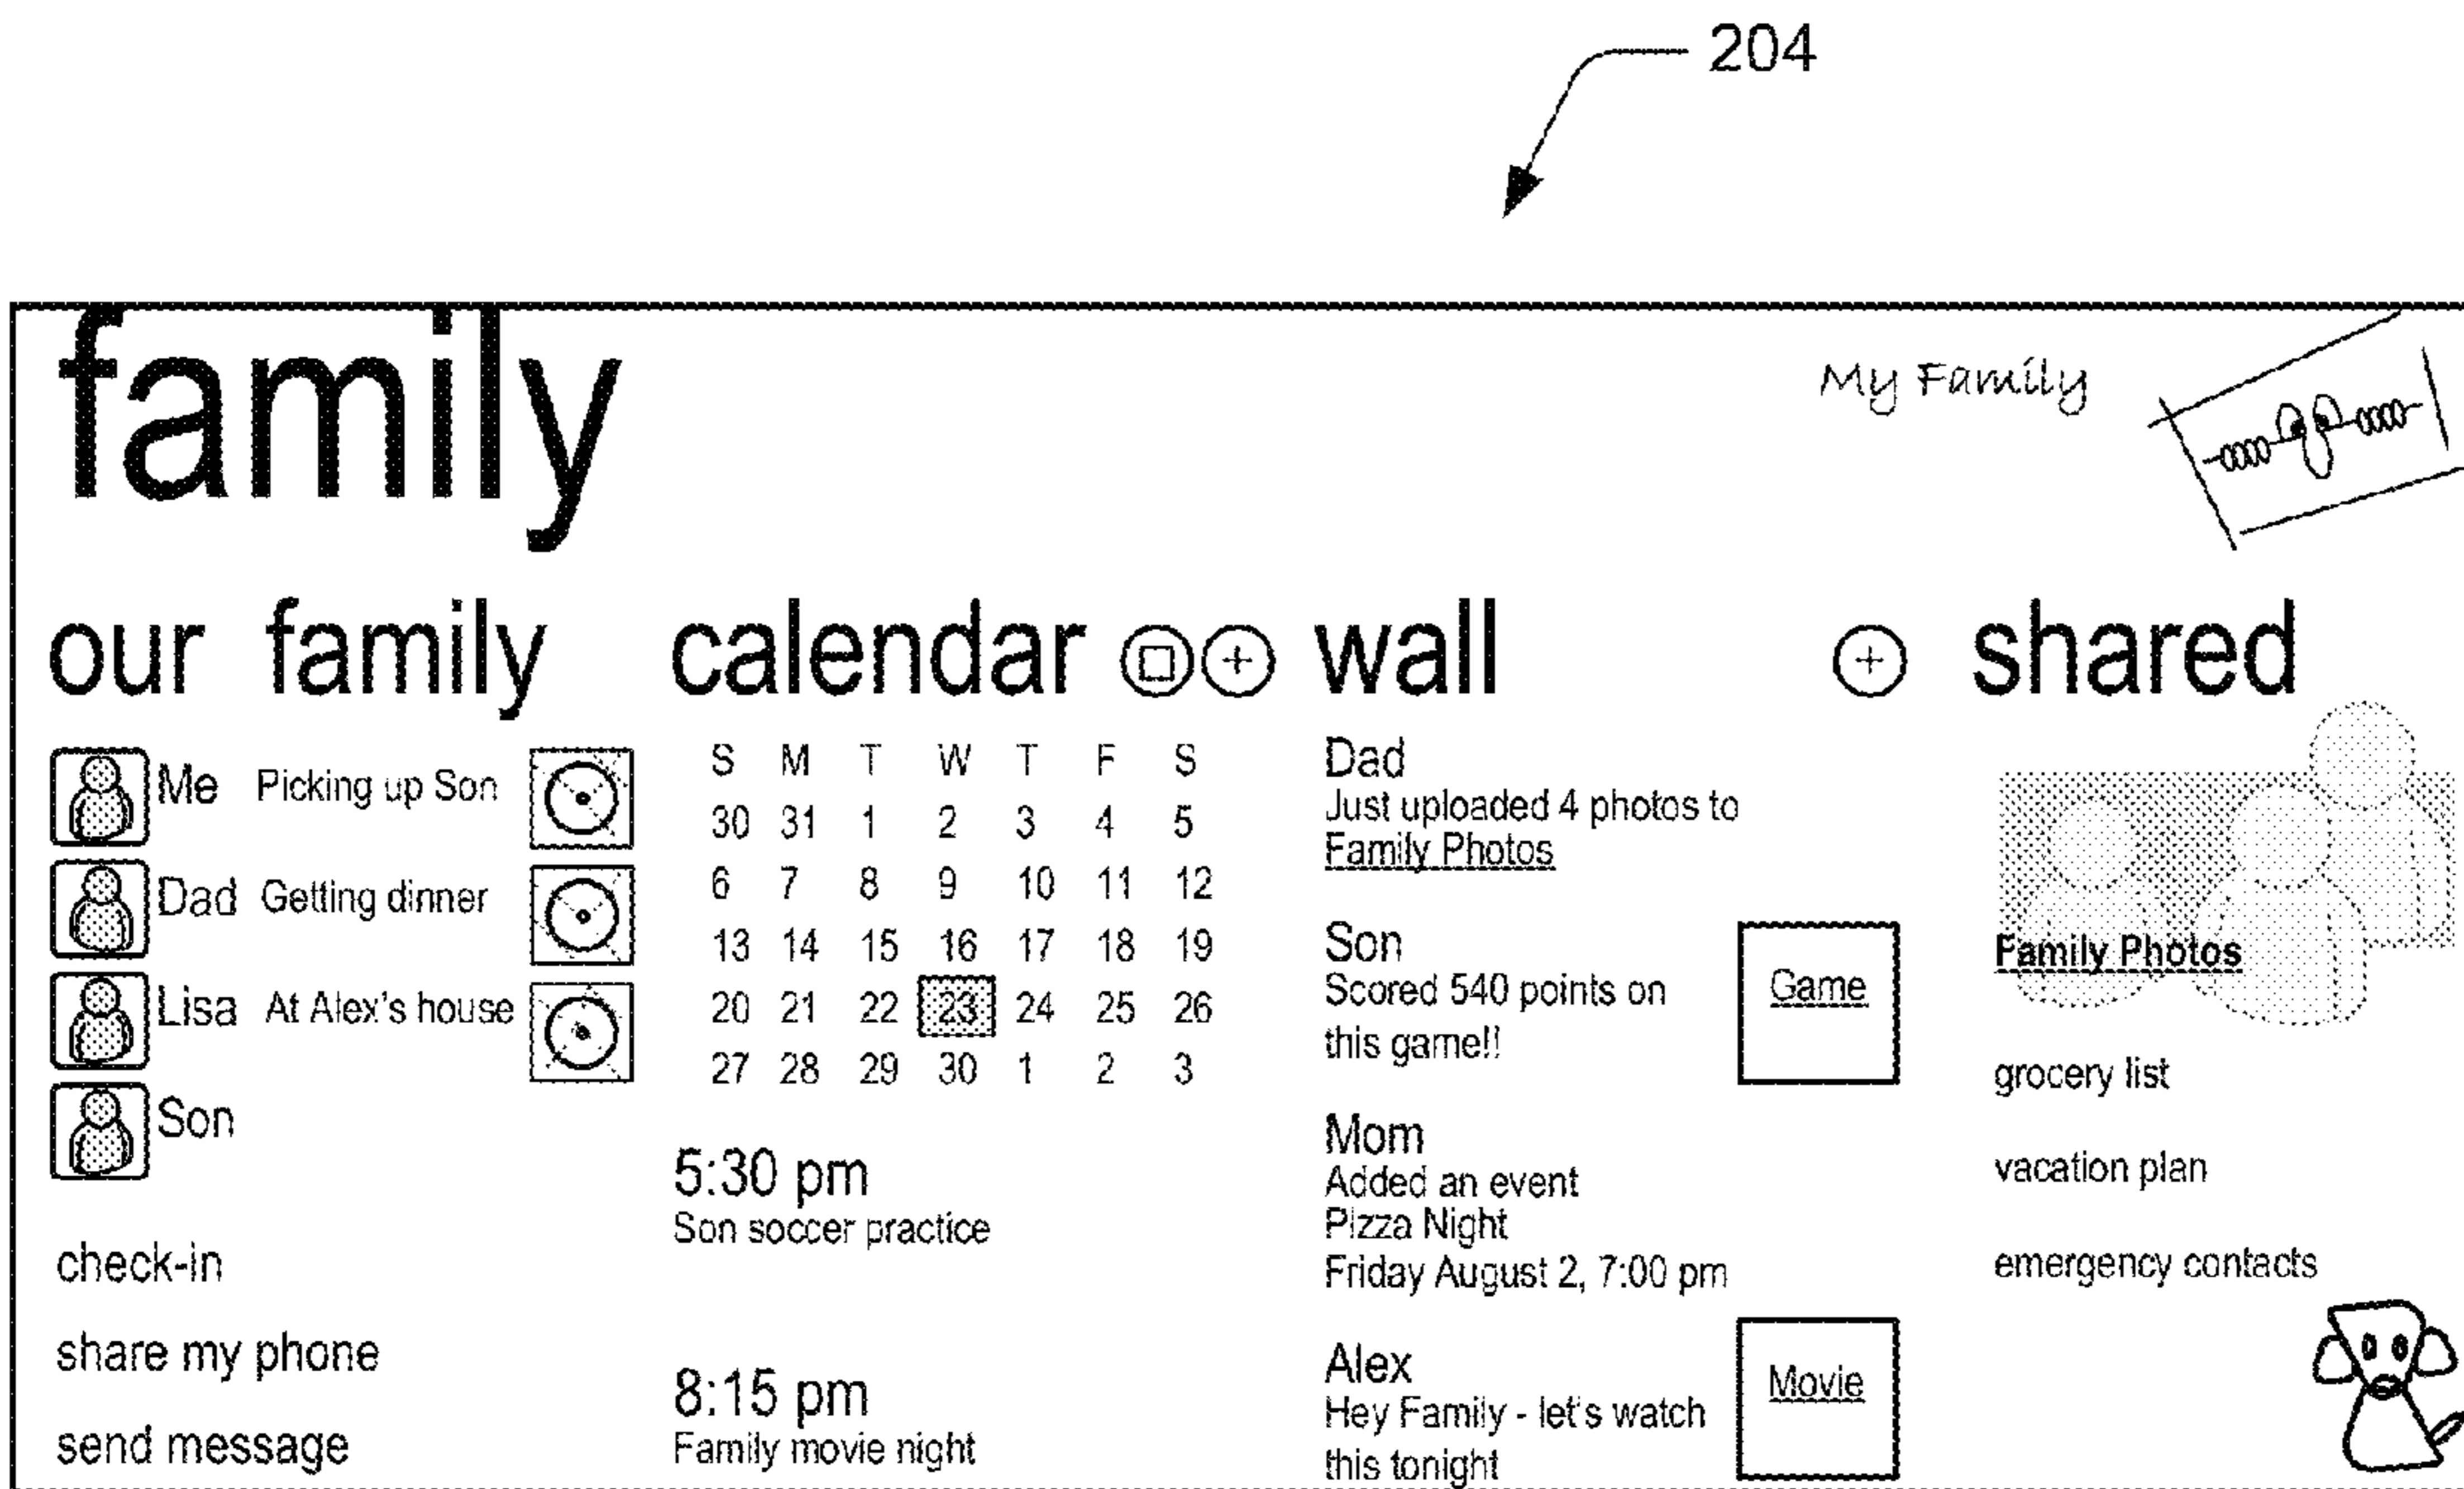 204
family
My Family
our family
Me Picking up Son
Dad Getting dinner
Lisa At Alex's house
Son
check-in
share my phone
send message
calendar
S M T W T F S
30 31 1 2 3 4 5
6 7 8 9 10 11 12
13 14 15 16 17 18 19
20 21 22 23 24 25 26
27 28 29 30 1 2 3
5:30 pm
Son soccer practice
8:15 pm
Family movie night
wall
Dad
Just uploaded 4 photos to
Family Photos
Son
Scored 540 points on
this game!!
Game
Mom
Added an event
Pizza Night
Friday August 2, 7:00 pm
Alex
Hey Family - let's watch
this tonight
Movie
shared
Family Photos
grocery list
vacation plan
emergency contacts